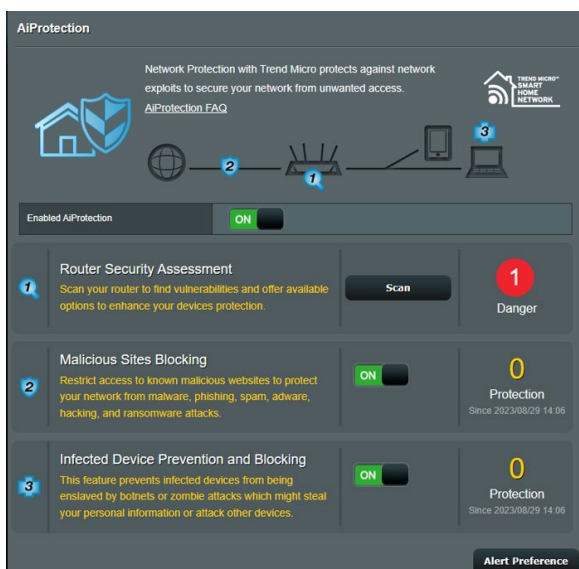 AiProtection
Network Protection with Trend Micro protects against network
exploits to secure your network from unwanted access.
AiProtection FAQ
TREND MICRO™
SMART
HOME
NETWORK
3
2
1
Enabled AiProtection
ON
1
Router Security Assessment
Scan your router to find vulnerabilities and offer available
options to enhance your devices protection.
Scan
1
Danger
2
Malicious Sites Blocking
Restrict access to known malicious websites to protect
your network from malware, phishing, spam, adware,
hacking, and ransomware attacks.
ON
0
Protection
Since 2023/08/29 14:06
3
Infected Device Prevention and Blocking
This feature prevents infected devices from being
enslaved by botnets or zombie attacks which might steal
your personal information or attack other devices.
ON
0
Protection
Since 2023/08/29 14:06
Alert Preference